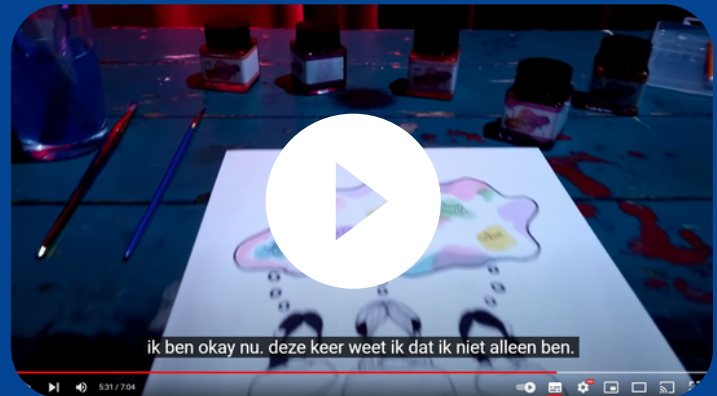 ik ben okay nu. deze keer weet ik dat ik niet alleen ben.
5:31 / 7:04